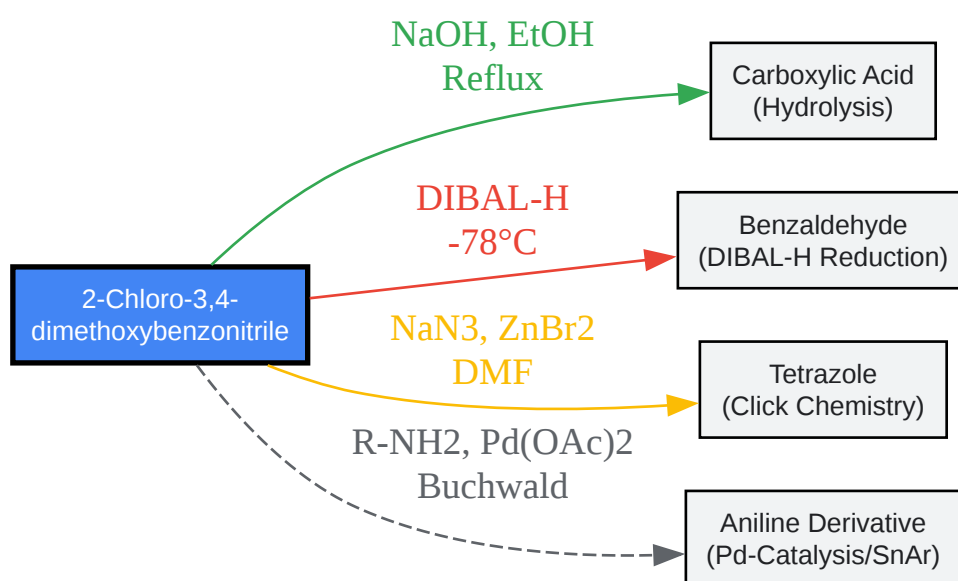 NaOH, EtOH
Reflux
Carboxylic Acid
(Hydrolysis)
DIBAL-H
-78°C
Benzaldehyde
(DIBAL-H Reduction)
2-Chloro-3,4-
dimethoxybenzonitrile
NaN3, ZnBr2
DMF
Tetrazole
(Click Chemistry)
R-NH2, Pd(OAc)2
Buchwald
Aniline Derivative
(Pd-Catalysis/SnAr)